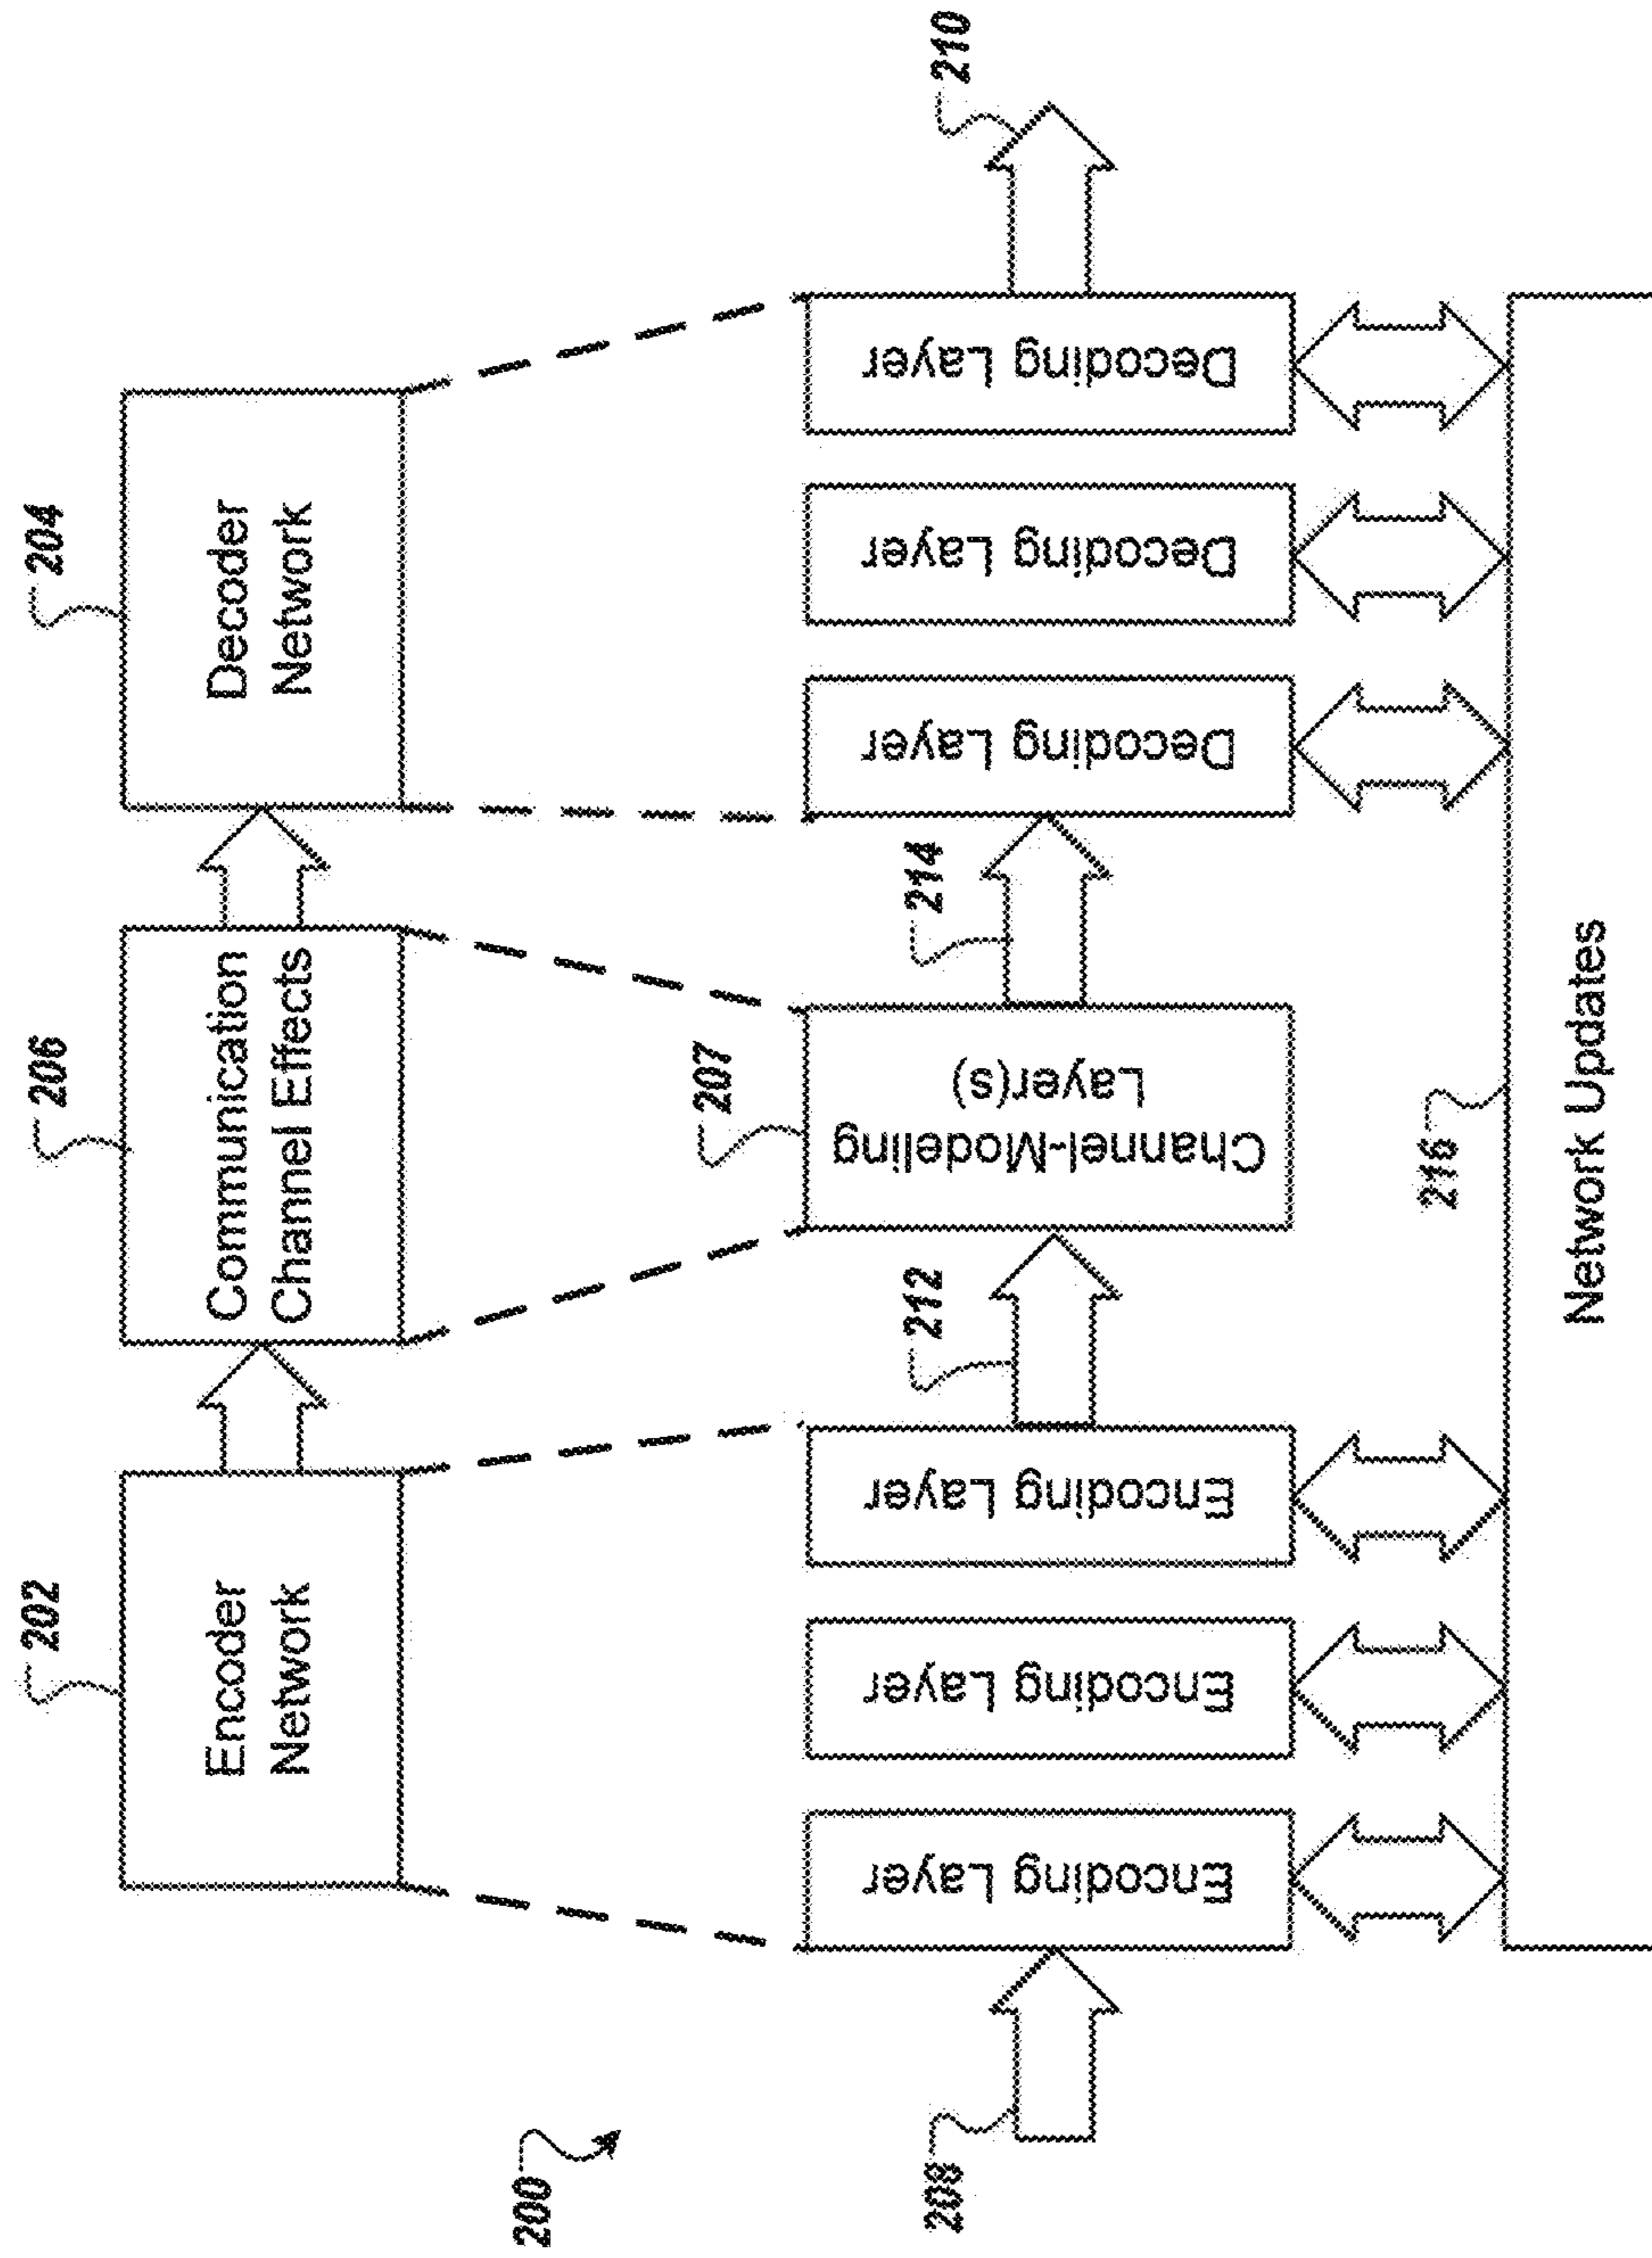 202
Encoder
Network
206
Communication
Channel Effects
204
Decoder
Network
200
208
Encoding Layer
Encoding Layer
Encoding Layer
212
207
Channel-Modeling
Layer(s)
214
Decoding Layer
Decoding Layer
Decoding Layer
210
216
Network Updates